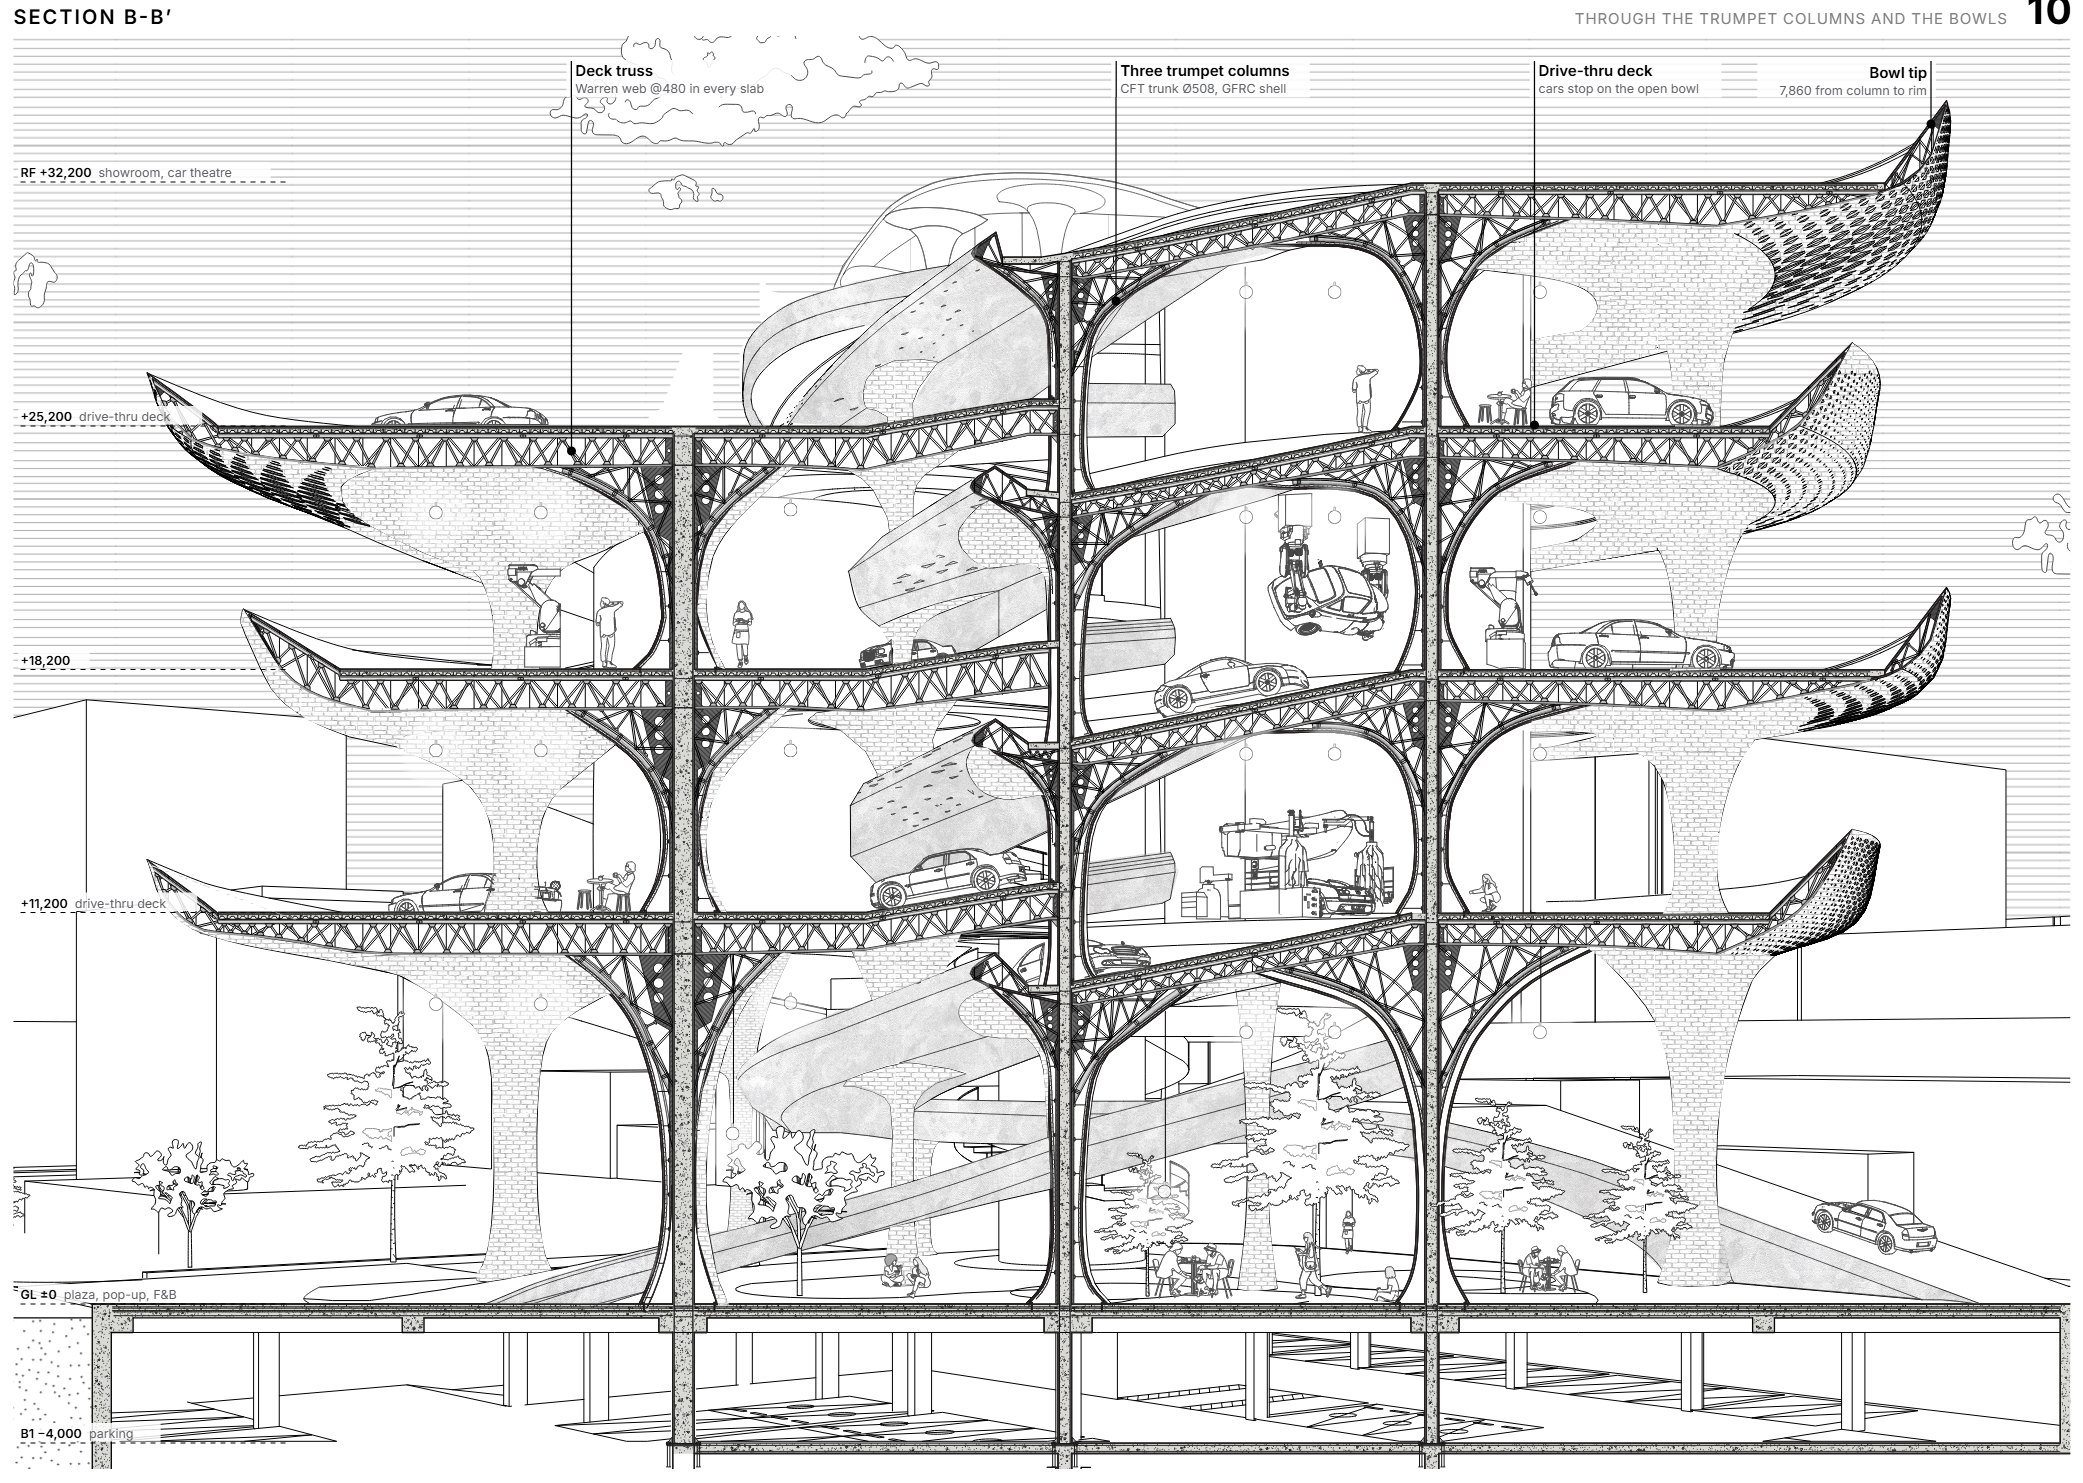 SECTION B-B′
THROUGH THE TRUMPET COLUMNS AND THE BOWLS 10
Deck truss
Warren web @480 in every slab
Three trumpet columns
CFT trunk Ø508, GFRC shell
Drive-thru deck
cars stop on the open bowl
Bowl tip
7,860 from column to rim
RF +32,200 showroom, car theatre
+25,200 drive-thru deck
+18,200
+11,200 drive-thru deck
GL ±0 plaza, pop-up, F&B
B1 −4,000 parking